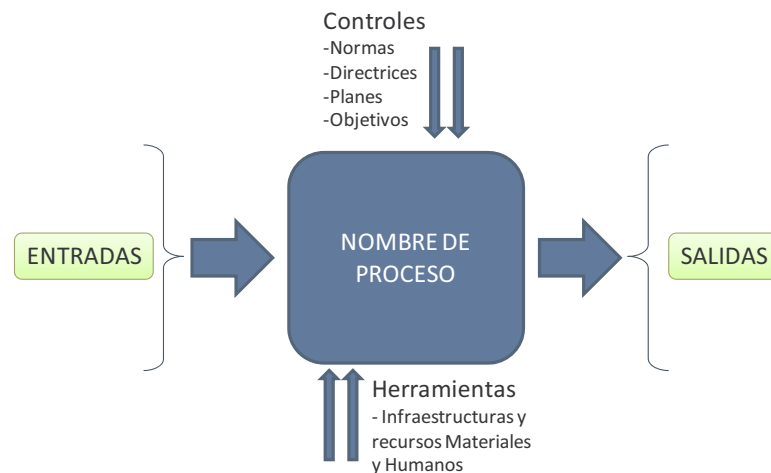 Controles
-Normas
-Directrices
-Planes
-Objetivos
ENTRADAS
NOMBRE DE
PROCESO
SALIDAS
Herramientas
- Infraestructuras y
recursos Materiales
y Humanos